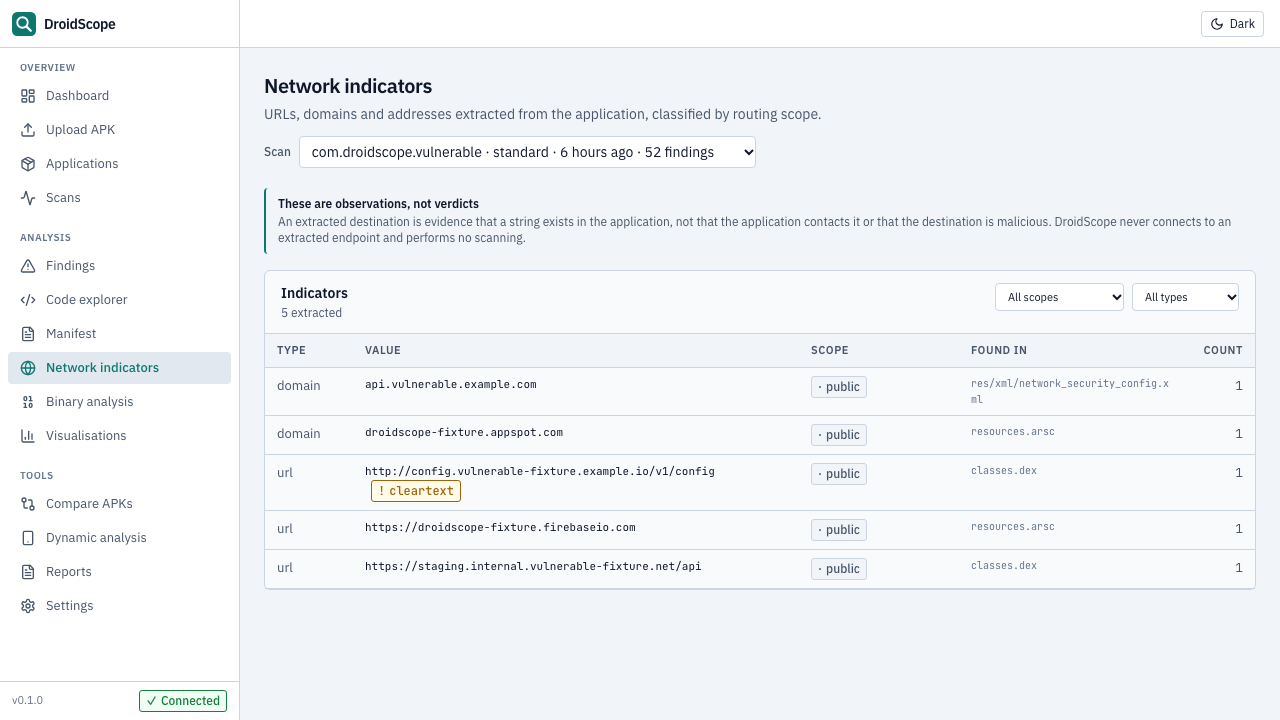 DroidScope
Dark
OVERVIEW
Dashboard
Upload APK
Applications
Scans
ANALYSIS
Findings
Code explorer
Manifest
Network indicators
Binary analysis
Visualisations
TOOLS
Compare APKs
Dynamic analysis
Reports
Settings
v0.1.0
✓ Connected
Network indicators
URLs, domains and addresses extracted from the application, classified by routing scope.
Scan
com.droidscope.vulnerable · standard · 6 hours ago · 52 findings
These are observations, not verdicts
An extracted destination is evidence that a string exists in the application, not that the application contacts it or that the destination is malicious. DroidScope never connects to an
extracted endpoint and performs no scanning.
Indicators
5 extracted
All scopes
All types
TYPE VALUE SCOPE FOUND IN COUNT
domain api.vulnerable.example.com · public res/xml/network_security_config.x 1
ml
domain droidscope-fixture.appspot.com · public resources.arsc 1
url http://config.vulnerable-fixture.example.io/v1/config · public classes.dex 1
! cleartext
url https://droidscope-fixture.firebaseio.com · public resources.arsc 1
url https://staging.internal.vulnerable-fixture.net/api · public classes.dex 1